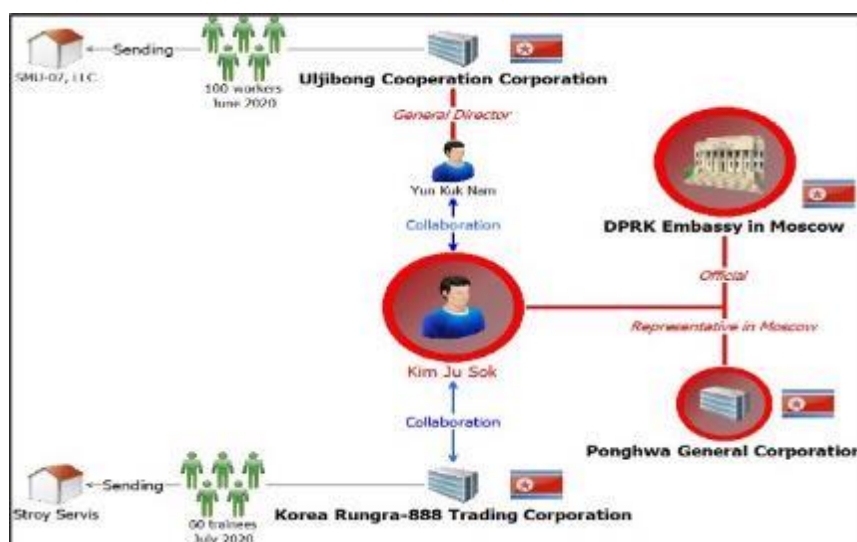 Sending
SMU-07, LLC
100 workers
June 2020
Uljibong Cooperation Corporation
General Director
Yun Kuk Nam
Collaboration
DPRK Embassy in Moscow
Official
Representative in Moscow
Kim Ju Sok
Collaboration
Ponghwa General Corporation
Sending
Stroy Servis
60 trainees
July 2020
Korea Rungra-888 Trading Corporation